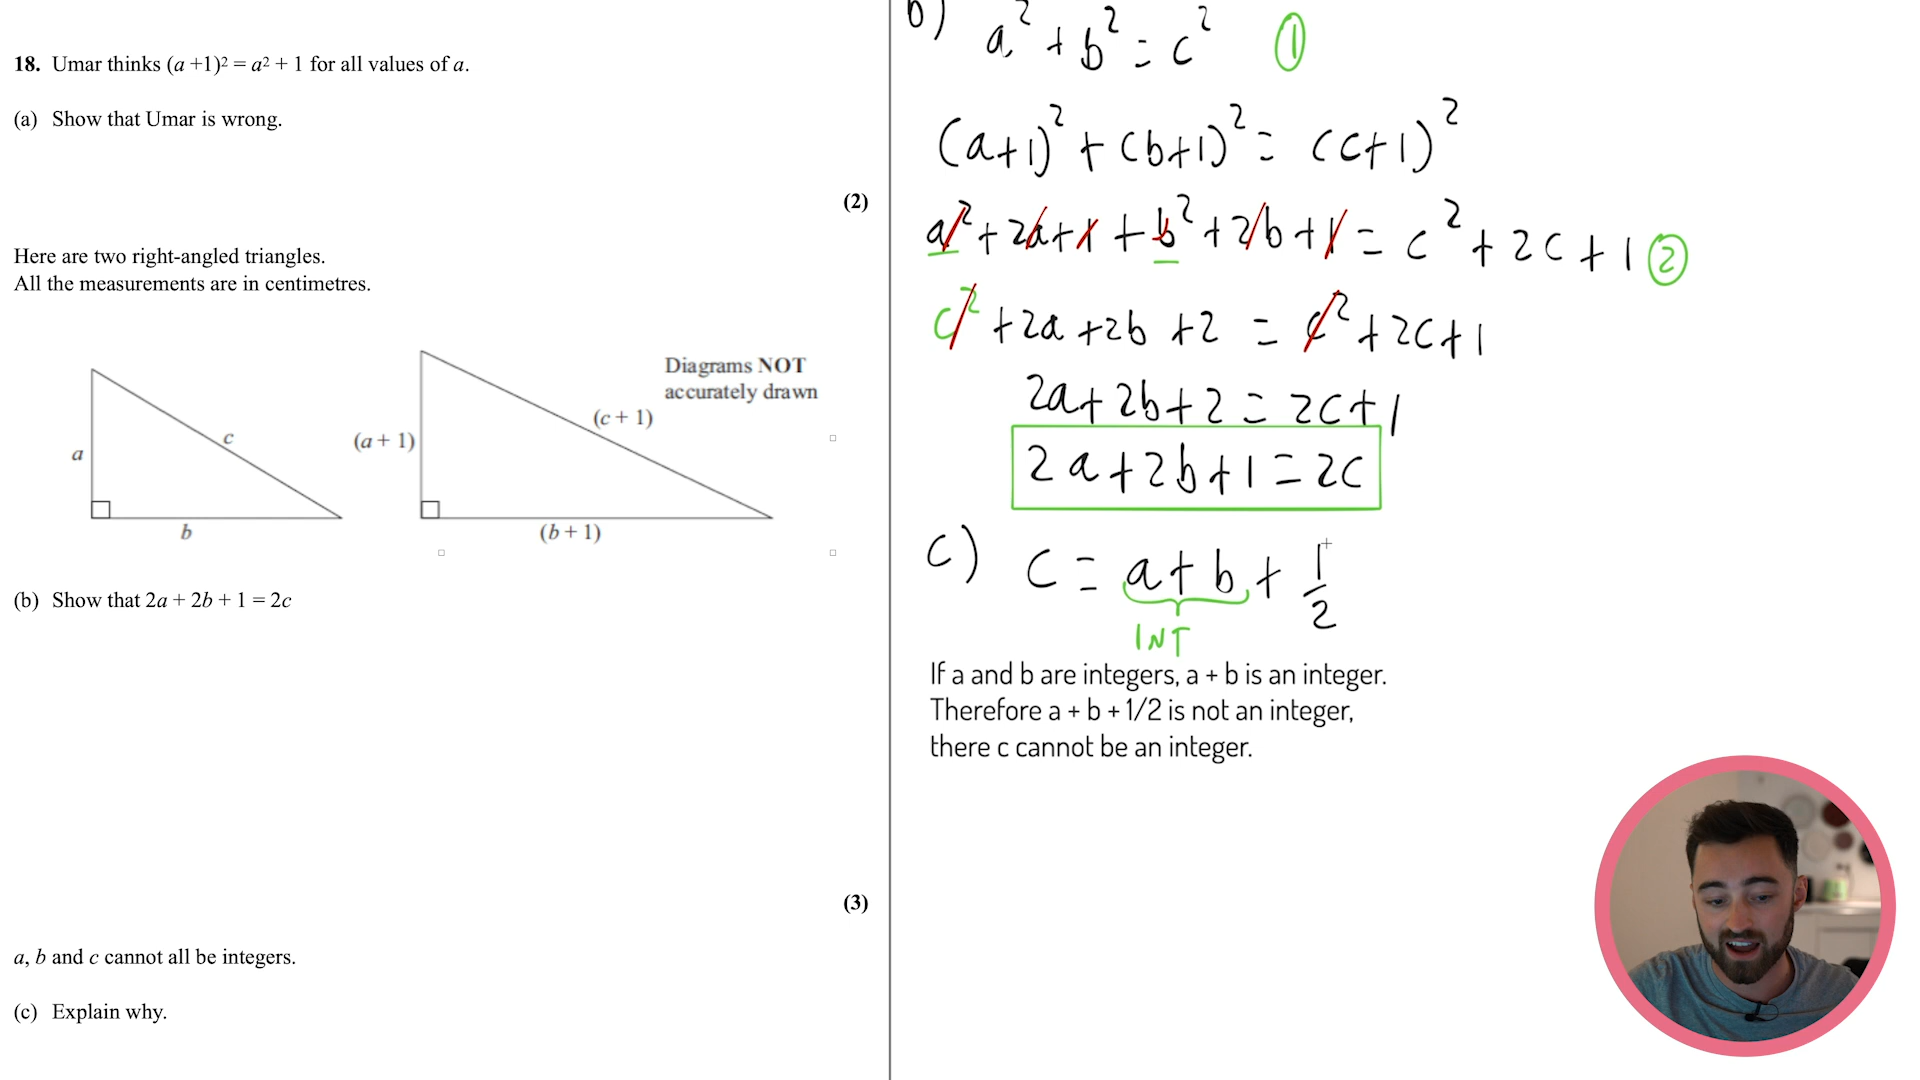 18. Umar thinks (a +1)² = a² + 1 for all values of a.
(a) Show that Umar is wrong.
(2)
Here are two right-angled triangles.
All the measurements are in centimetres.
Diagrams NOT
accurately drawn
a
c
b
(a + 1)
(c + 1)
(b + 1)
(b) Show that 2a + 2b + 1 = 2c
(3)
a, b and c cannot all be integers.
(c) Explain why.
b) a² + b² = c² ①
(a+1)² + (b+1)² = (c+1)²
a² + 2a + 1 + b² + 2b + 1 = c² + 2c + 1 ②
c² + 2a + 2b + 2 = c² + 2c + 1
2a + 2b + 2 = 2c + 1
2a + 2b + 1 = 2c
c) c = a + b + 1/2
INT
If a and b are integers, a + b is an integer.
Therefore a + b + 1/2 is not an integer,
there c cannot be an integer.